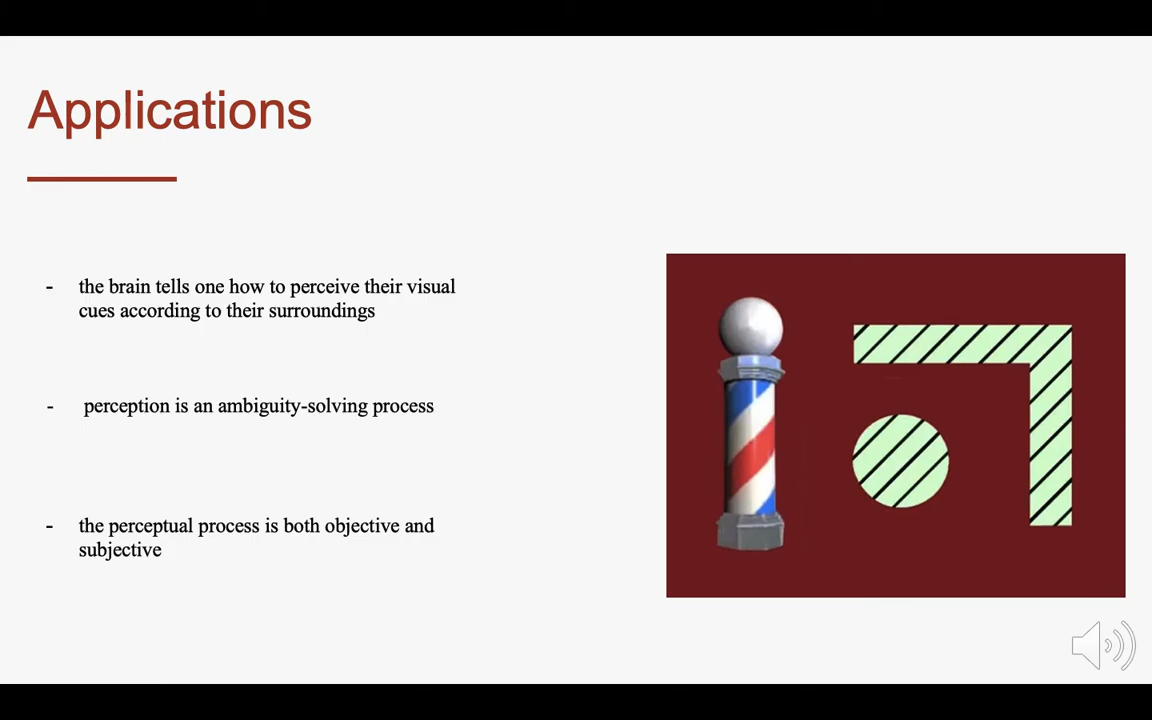 Applications
- the brain tells one how to perceive their visual
cues according to their surroundings
- perception is an ambiguity-solving process
- the perceptual process is both objective and
subjective